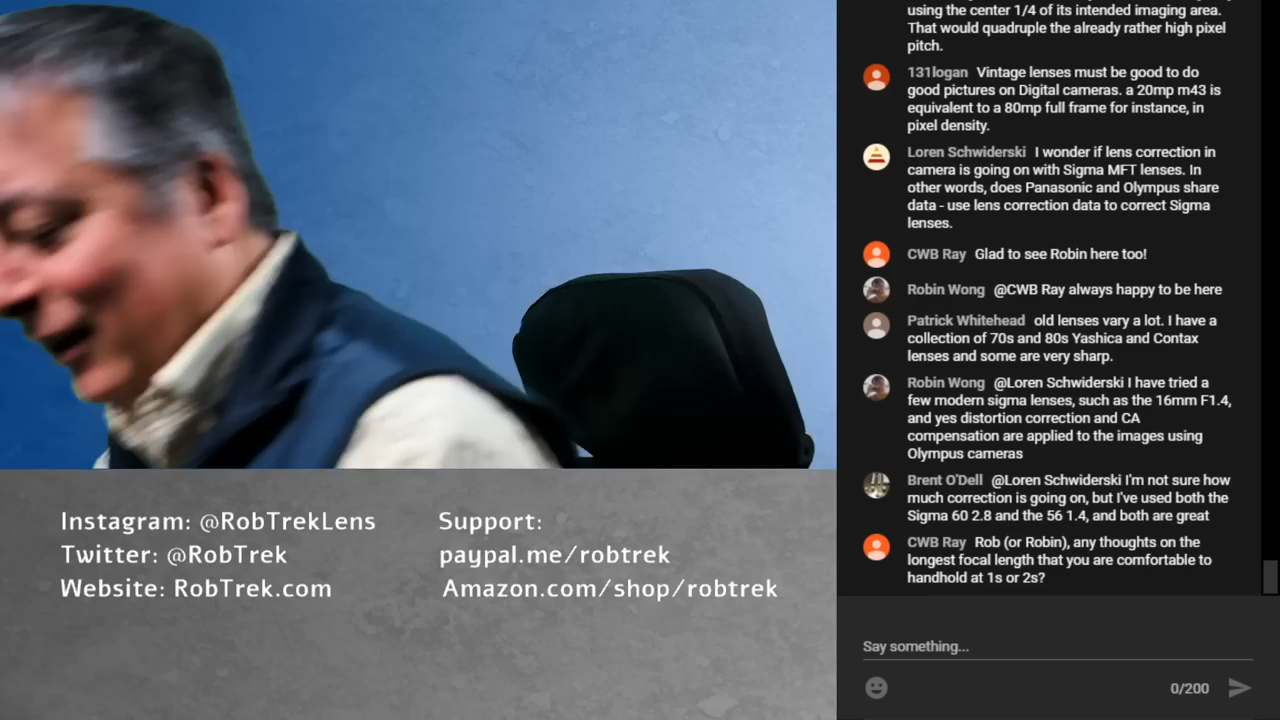 Instagram: @RobTrekLens
Twitter: @RobTrek
Website: RobTrek.com
Support:
paypal.me/robtrek
Amazon.com/shop/robtrek
using the center 1/4 of its intended imaging area.
That would quadruple the already rather high pixel
pitch.
131logan Vintage lenses must be good to do
good pictures on Digital cameras. a 20mp m43 is
equivalent to a 80mp full frame for instance, in
pixel density.
Loren Schwiderski I wonder if lens correction in
camera is going on with Sigma MFT lenses. In
other words, does Panasonic and Olympus share
data - use lens correction data to correct Sigma
lenses.
CWB Ray Glad to see Robin here too!
Robin Wong @CWB Ray always happy to be here
Patrick Whitehead old lenses vary a lot. I have a
collection of 70s and 80s Yashica and Contax
lenses and some are very sharp.
Robin Wong @Loren Schwiderski I have tried a
few modern sigma lenses, such as the 16mm F1.4,
and yes distortion correction and CA
compensation are applied to the images using
Olympus cameras
Brent O'Dell @Loren Schwiderski I'm not sure how
much correction is going on, but I've used both the
Sigma 60 2.8 and the 56 1.4, and both are great
CWB Ray Rob (or Robin), any thoughts on the
longest focal length that you are comfortable to
handhold at 1s or 2s?
Say something...
0/200